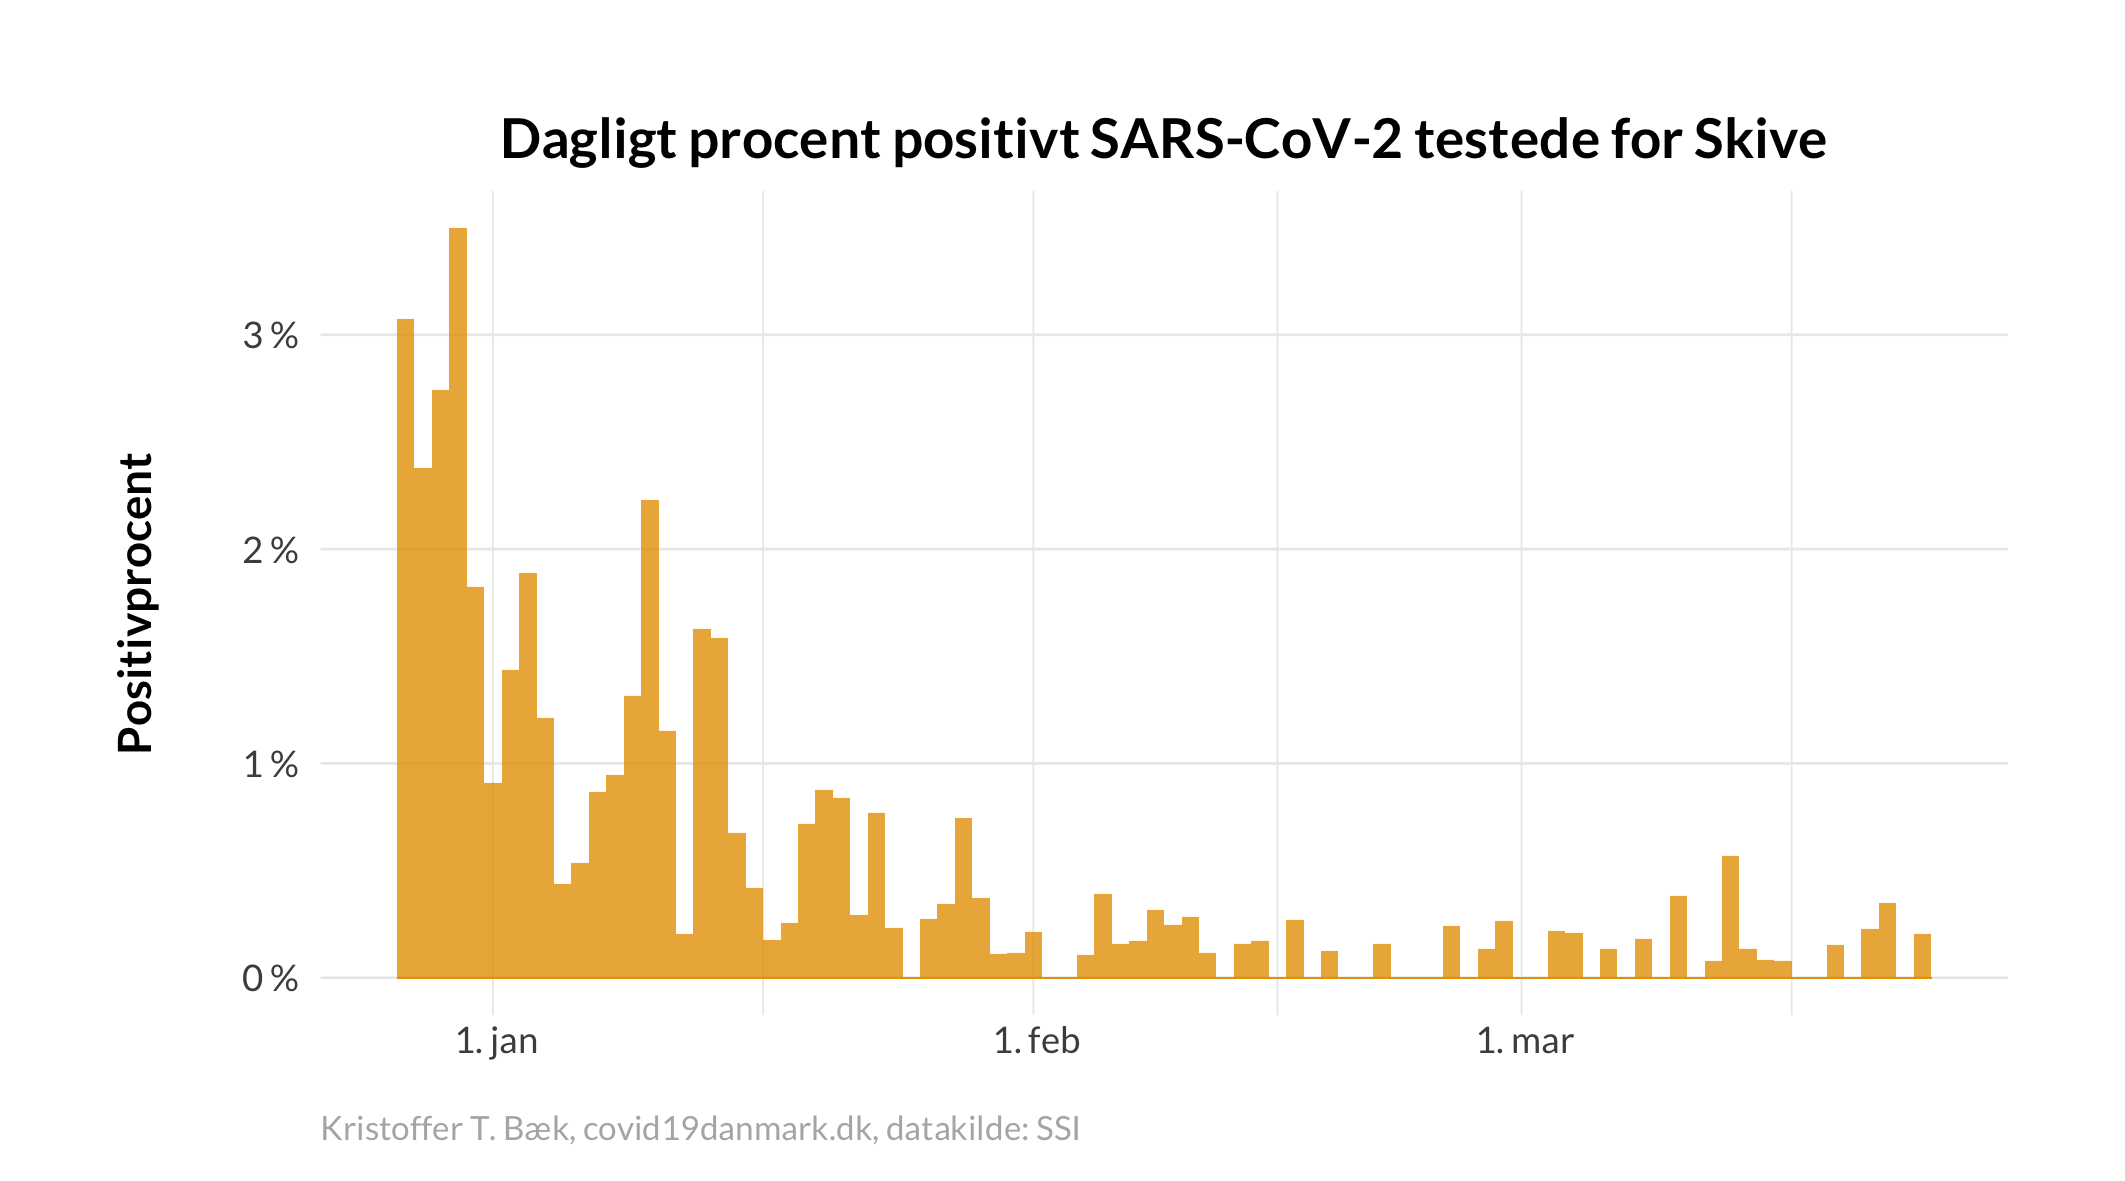 Dagligt procent positivt SARS-CoV-2 testede for Skive
Positivprocent
3 %
2 %
1 %
0 %
1. jan
1. feb
1. mar
Kristoffer T. Bæk, covid19danmark.dk, datakilde: SSI